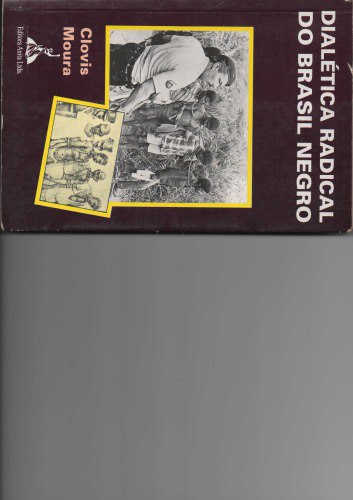 DIALÉTICA RADICAL
DO BRASIL NEGRO
Clovis
Moura
Editora Anita Ltda.